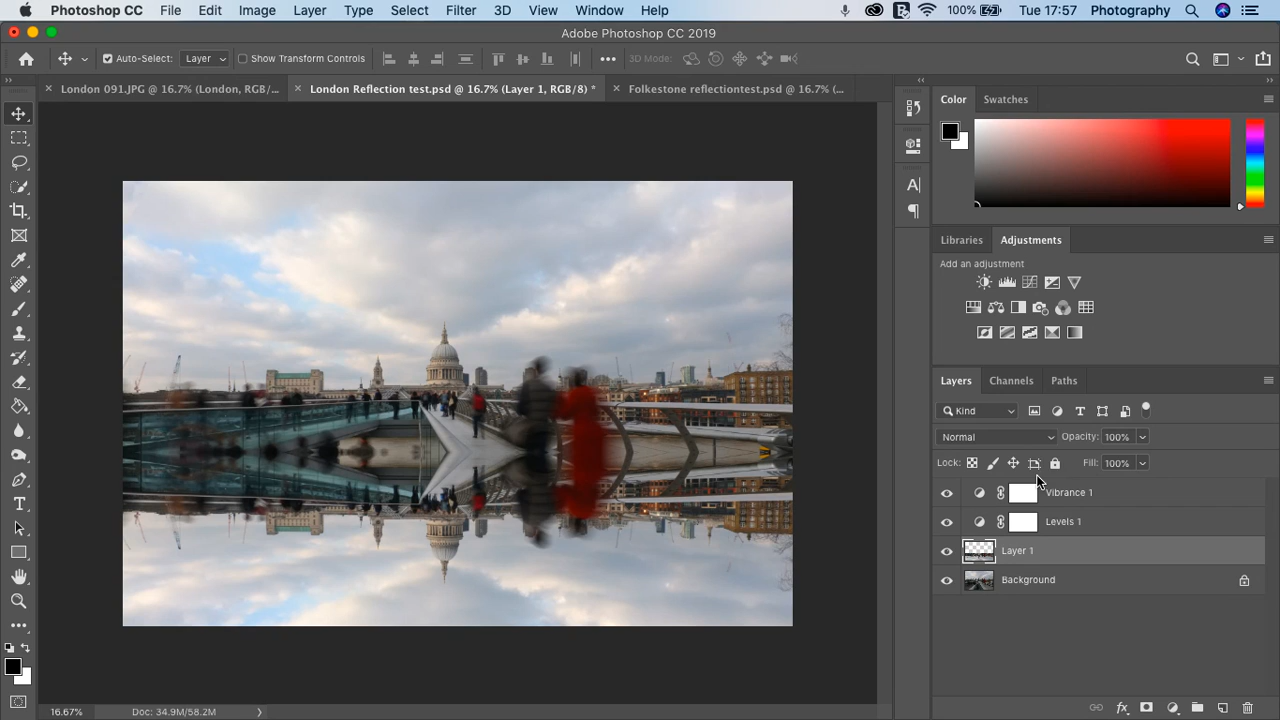 Photoshop File Edit Image Layer Type Select Filter 3D View Window Help 100% Tue 17:57 Photography
Adobe Photoshop CC 2019
Auto-Select: Layer Show Transform Controls 3D Mode:
London 091.JPG @ 16.7% (London, RGB/... London Reflection test.psd @ 16.7% (Layer 1, RGB/8) * Folkestone reflectiontest.psd @ 16.7% (...
Color Swatches
Libraries Adjustments
Add an adjustment
Layers Channels Paths
Kind
Normal Opacity: 100%
Lock: Fill: 100%
Vibrance 1
Levels 1
Layer 1
Background
16.67% Doc: 34.9M/58.2M